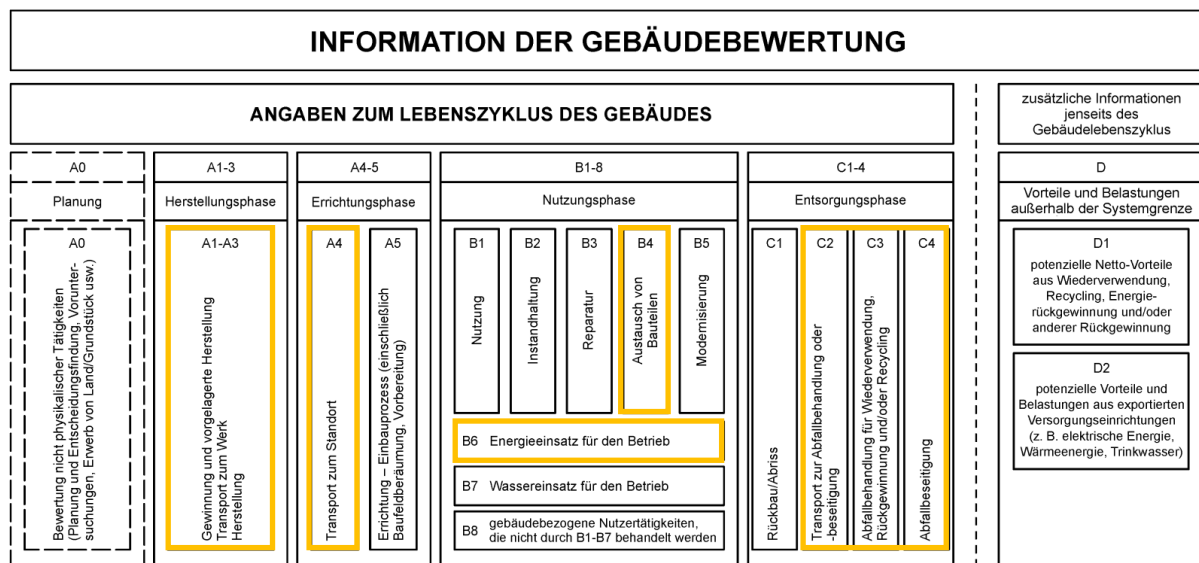 INFORMATION DER GEBÄUDEBEWERTUNG
ANGABEN ZUM LEBENSZYKLUS DES GEBÄUDES
zusätzliche Informationen
jenseits des
Gebäudelebenszyklus
A0
Planung
A1-3
Herstellungsphase
A4-5
Errichtungsphase
B1-8
Nutzungsphase
C1-4
Entsorgungsphase
D
Vorteile und Belastungen
außerhalb der Systemgrenze
A0
Bewertung nicht physikalischer Tätigkeiten
(Planung und Entscheidungsfindung, Vorunter-
suchungen, Erwerb von Land/Grundstück usw.)
A1-A3
Gewinnung und vorgelagerte Herstellung
Transport zum Werk
Herstellung
A4
Transport zum Standort
A5
Errichtung – Einbauprozess (einschließlich
Baufeldberäumung, Vorbereitung)
B1
Nutzung
B2
Instandhaltung
B3
Reparatur
B4
Austausch von
Bauteilen
B5
Modernisierung
B6 Energieeinsatz für den Betrieb
B7 Wassereinsatz für den Betrieb
B8 gebäudebezogene Nutzertätigkeiten,
die nicht durch B1-B7 behandelt werden
C1
Rückbau/Abriss
C2
Transport zur Abfallbehandlung oder
-beseitigung
C3
Abfallbehandlung für Wiederverwendung,
Rückgewinnung und/oder Recycling
C4
Abfallbeseitigung
D1
potenzielle Netto-Vorteile
aus Wiederverwendung,
Recycling, Energie-
rückgewinnung und/oder
anderer Rückgewinnung
D2
potenzielle Vorteile und
Belastungen aus exportierten
Versorgungseinrichtungen
(z. B. elektrische Energie,
Wärmeenergie, Trinkwasser)